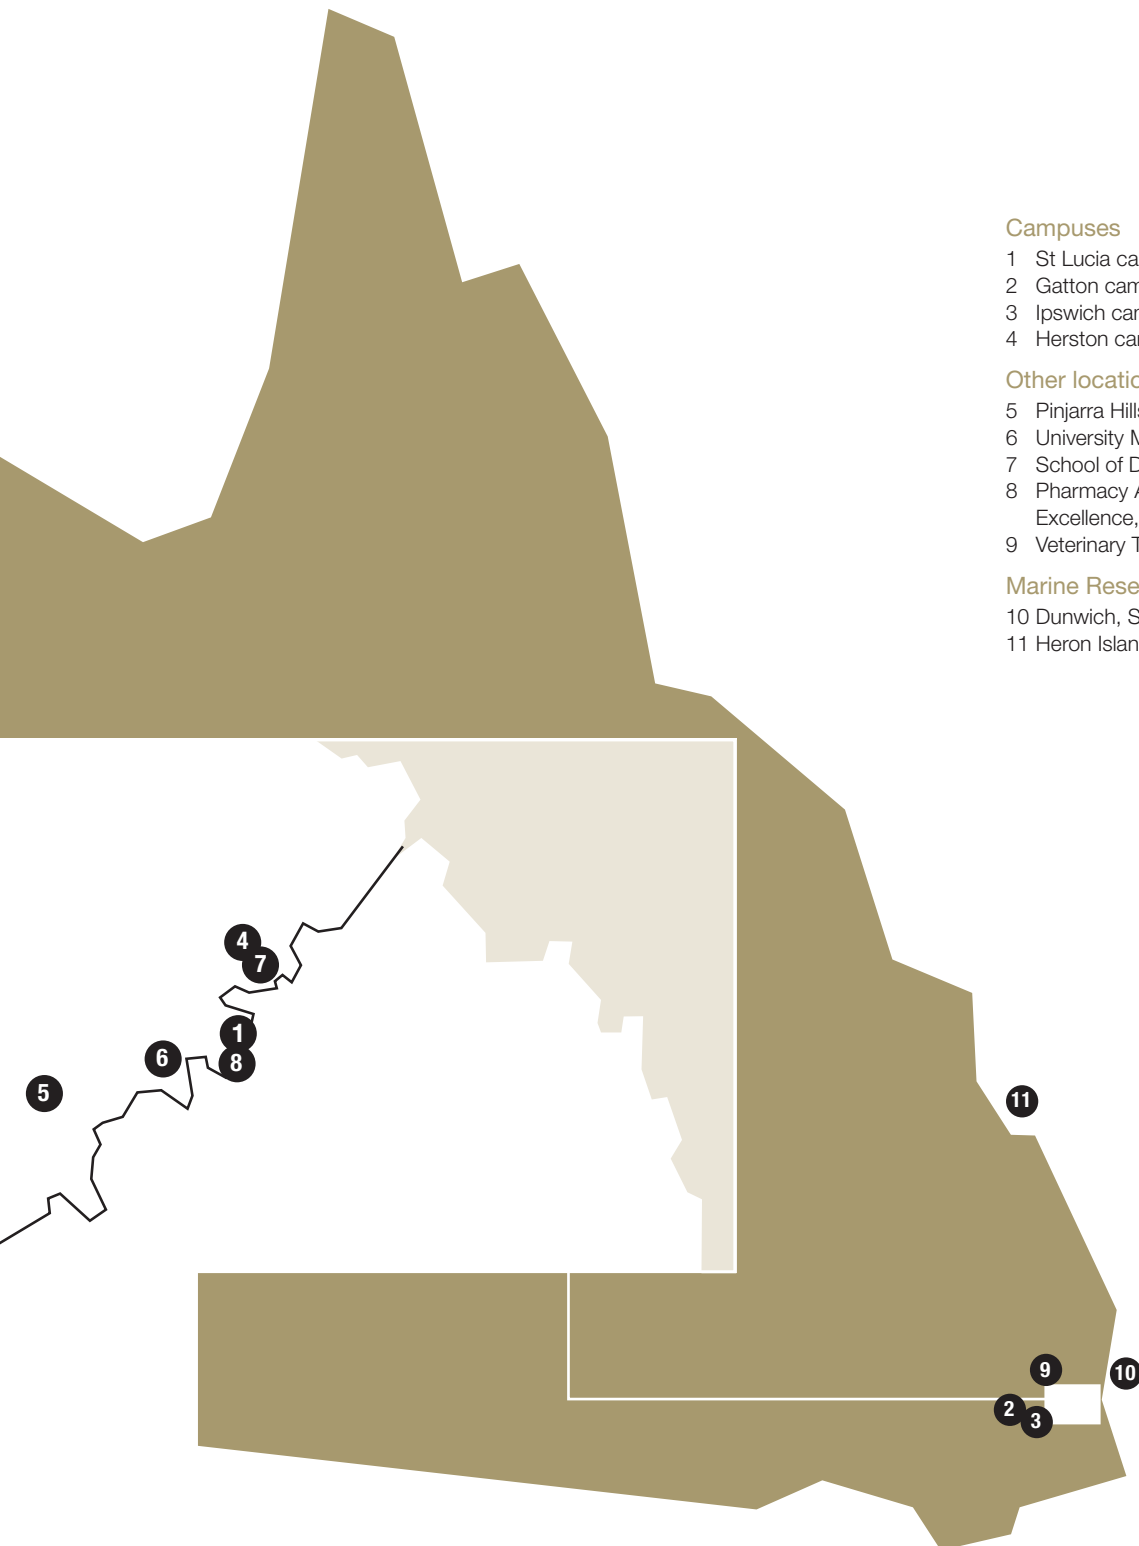 Campuses
1 St Lucia ca
2 Gatton cam
3 Ipswich car
4 Herston car
Other locatio
5 Pinjarra Hills
6 University M
7 School of D
8 Pharmacy A
Excellence,
9 Veterinary T
Marine Rese
10 Dunwich, S
11 Heron Islan
4
7
1
6
8
5
11
9
10
2
3